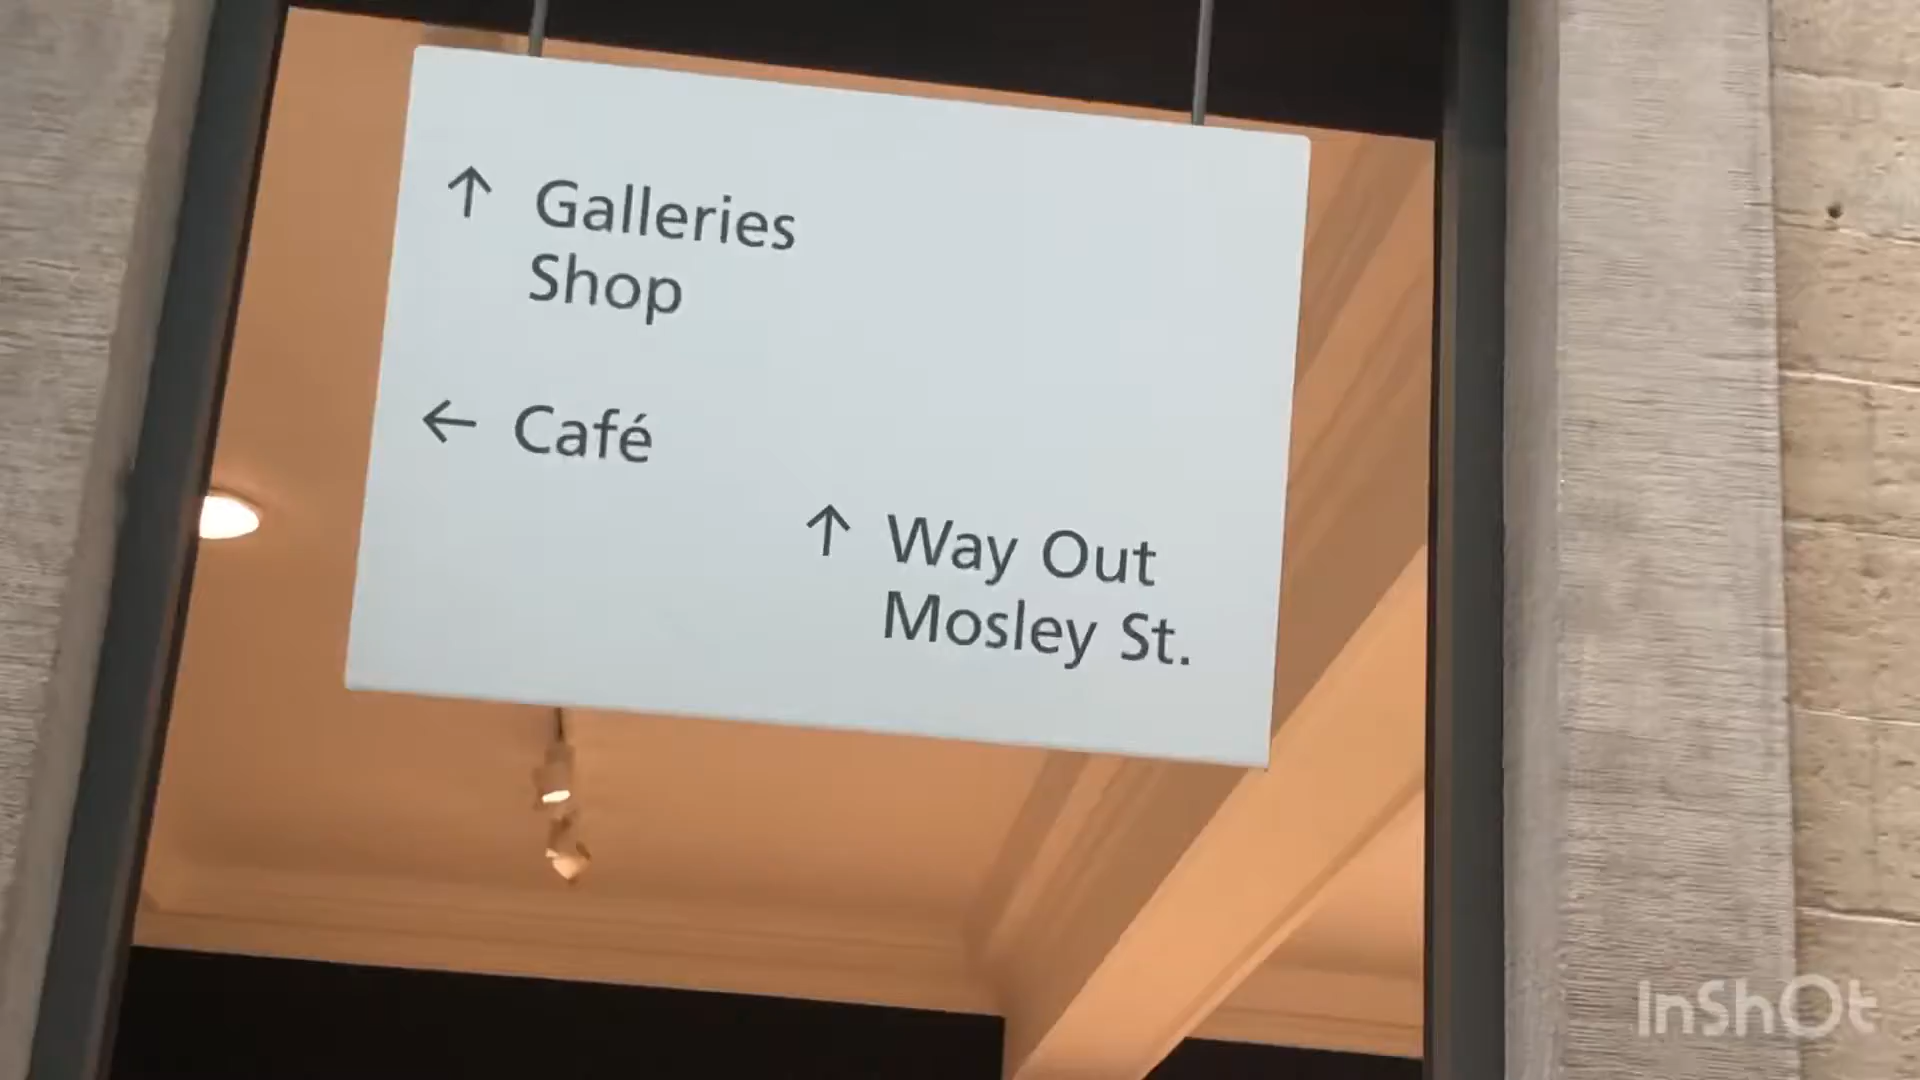 ↑ Galleries
Shop
← Café
↑ Way Out
Mosley St.
InShOt